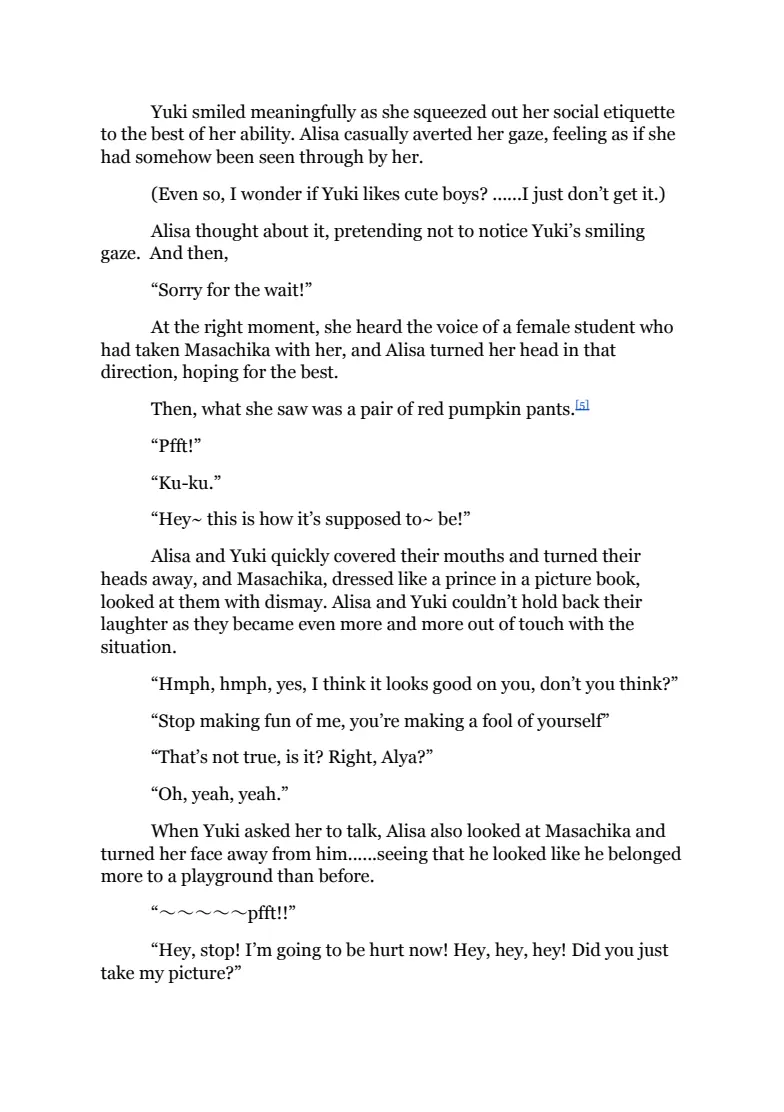 Yuki smiled meaningfully as she squeezed out her social etiquette
to the best of her ability. Alisa casually averted her gaze, feeling as if she
had somehow been seen through by her.
(Even so, I wonder if Yuki likes cute boys? ......I just don’t get it.)
Alisa thought about it, pretending not to notice Yuki’s smiling
gaze.  And then,
“Sorry for the wait!”
At the right moment, she heard the voice of a female student who
had taken Masachika with her, and Alisa turned her head in that
direction, hoping for the best.
Then, what she saw was a pair of red pumpkin pants.[5]
“Pfft!”
“Ku-ku.”
“Hey~ this is how it’s supposed to~ be!”
Alisa and Yuki quickly covered their mouths and turned their
heads away, and Masachika, dressed like a prince in a picture book,
looked at them with dismay. Alisa and Yuki couldn’t hold back their
laughter as they became even more and more out of touch with the
situation.
“Hmph, hmph, yes, I think it looks good on you, don’t you think?”
“Stop making fun of me, you’re making a fool of yourself”
“That’s not true, is it? Right, Alya?”
“Oh, yeah, yeah.”
When Yuki asked her to talk, Alisa also looked at Masachika and
turned her face away from him......seeing that he looked like he belonged
more to a playground than before.
“～～～～～pfft!!”
“Hey, stop! I’m going to be hurt now! Hey, hey, hey! Did you just
take my picture?”